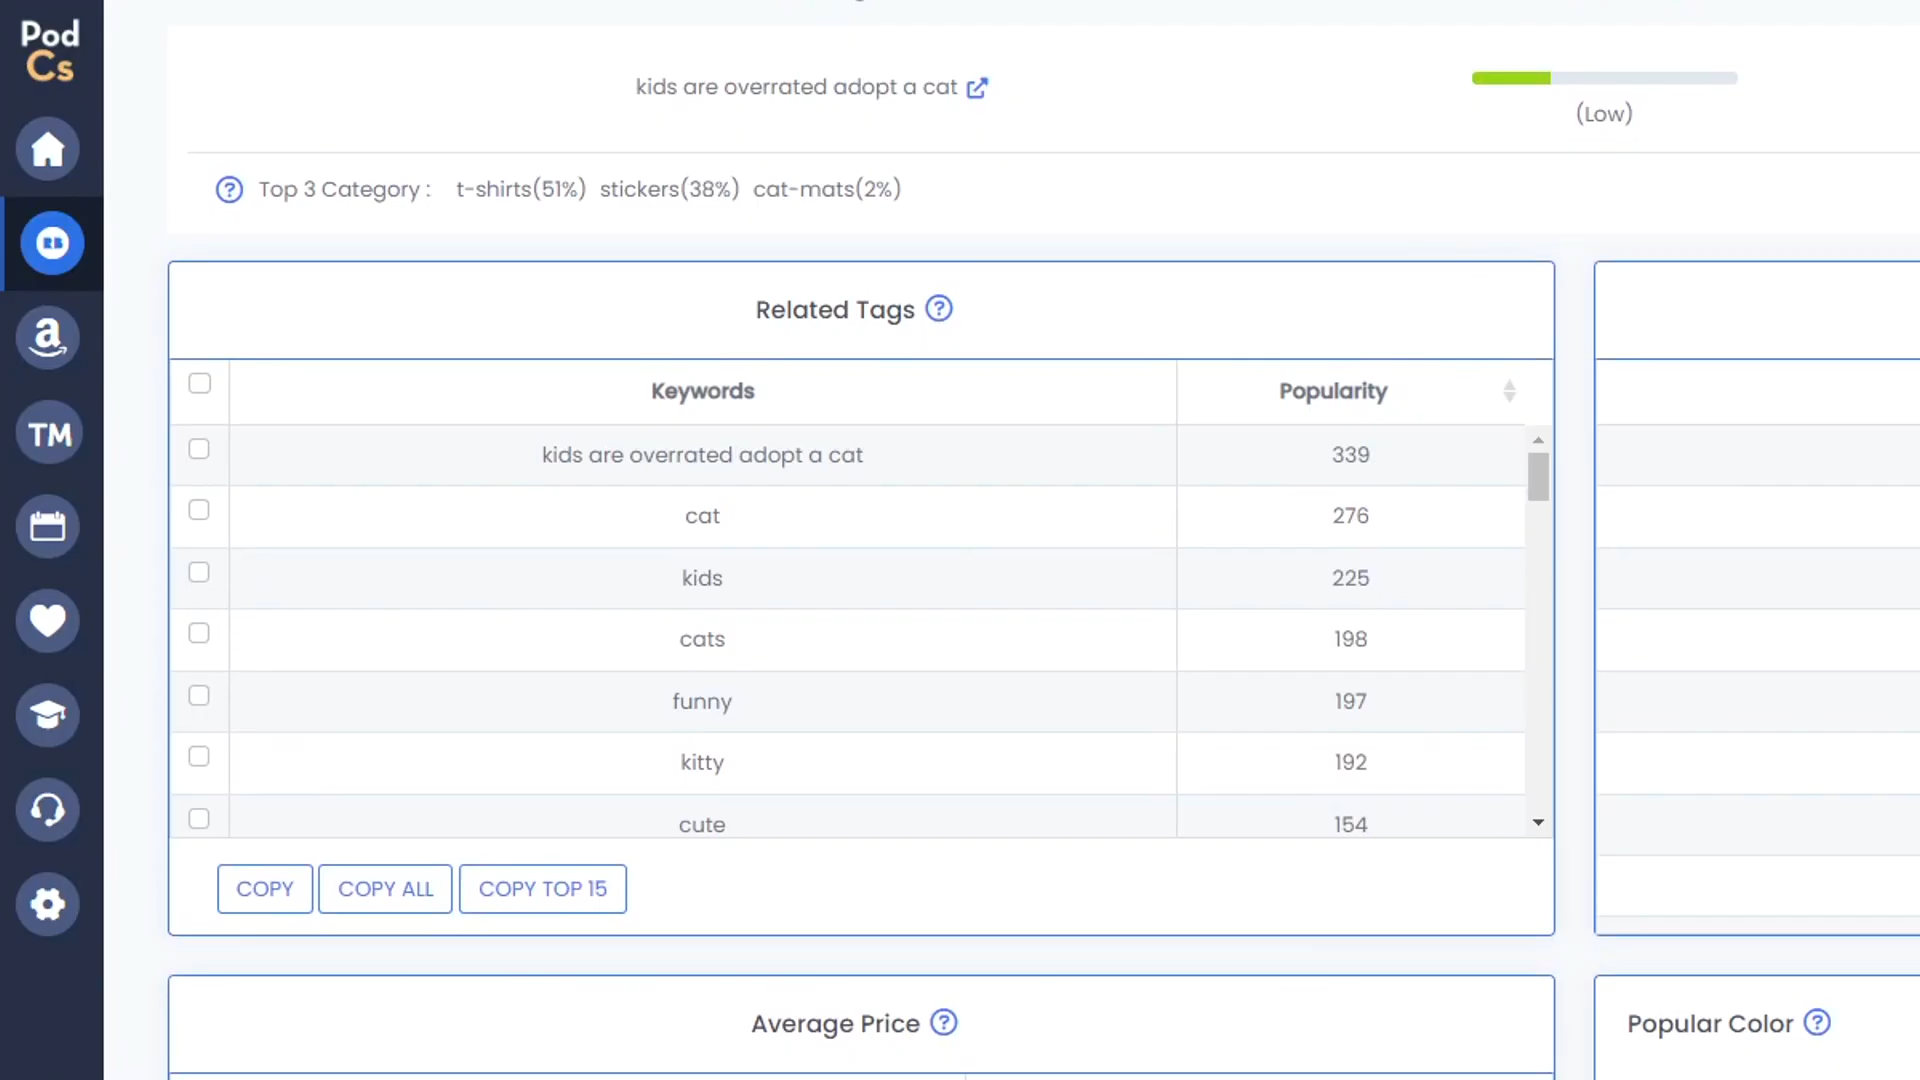 Pod
Cs
RB
a
TM
kids are overrated adopt a cat
(Low)
? Top 3 Category : t-shirts(51%) stickers(38%) cat-mats(2%)
Related Tags ?
Keywords Popularity
kids are overrated adopt a cat 339
cat 276
kids 225
cats 198
funny 197
kitty 192
cute 154
COPY COPY ALL COPY TOP 15
Average Price ?
Popular Color ?